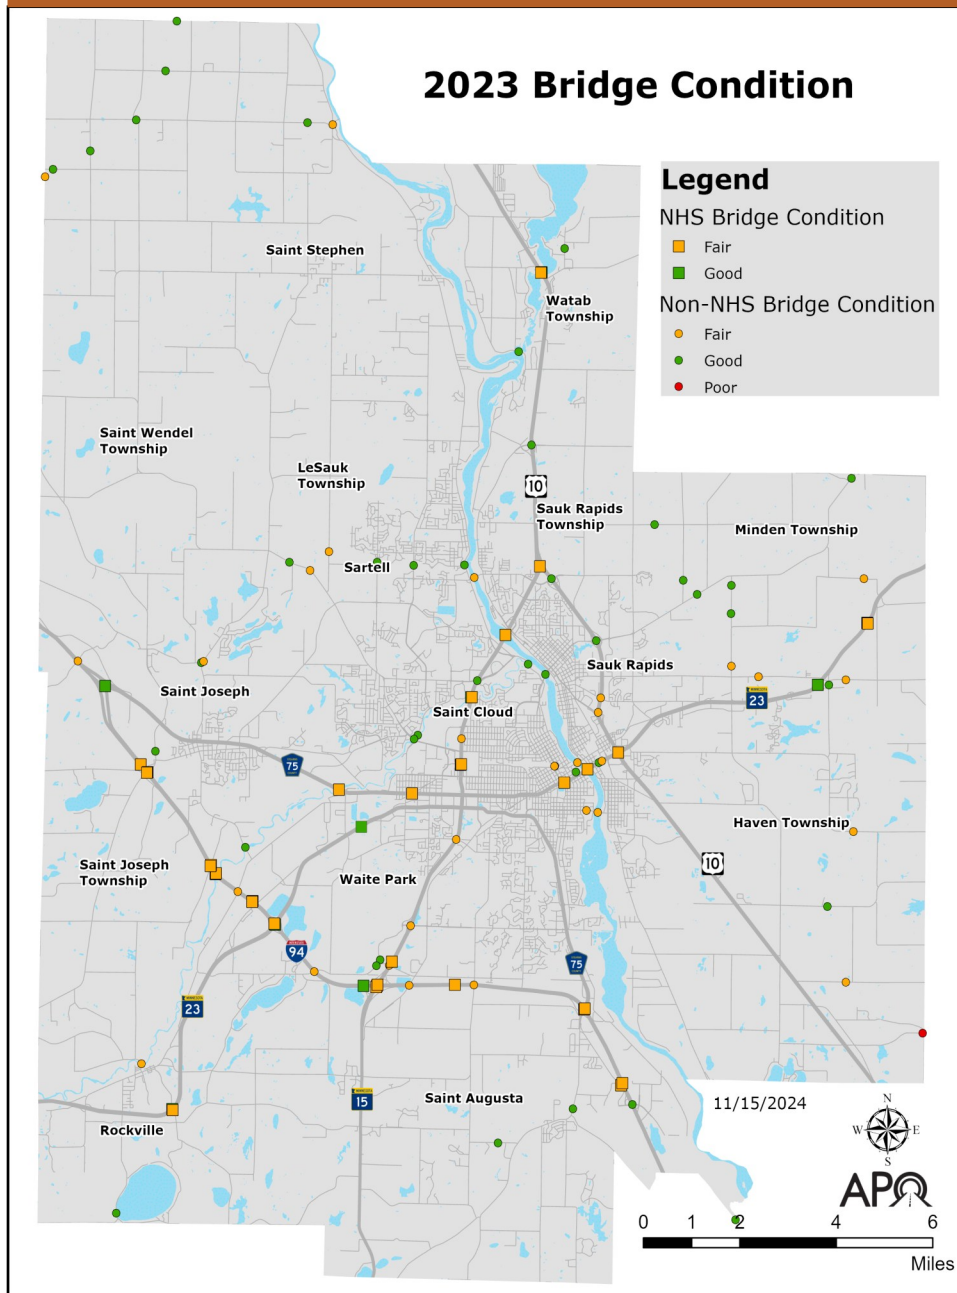 2023 Bridge Condition
Legend
NHS Bridge Condition
Fair
Good
Non-NHS Bridge Condition
Fair
Good
Poor
Saint Stephen
Watab
Township
Saint Wendel
Township
LeSauk
Township
10
Sauk Rapids
Township
Minden Township
Sartell
Sauk Rapids
Saint Joseph
23
Saint Cloud
75
Haven Township
Saint Joseph
Township
10
Waite Park
94
75
23
15
Saint Augusta
11/15/2024
Rockville
N
W
E
S
APO
0 1 2 4 6
Miles